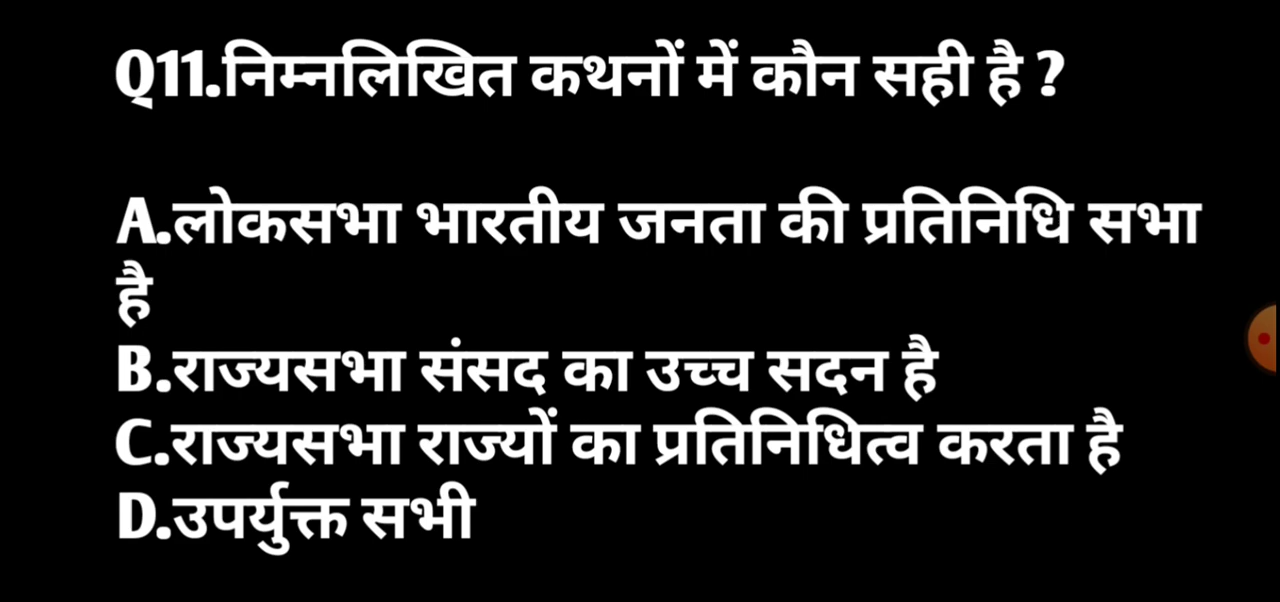 Q11.निम्नलिखित कथनों में कौन सही है ?
A.लोकसभा भारतीय जनता की प्रतिनिधि सभा
है
B.राज्यसभा संसद का उच्च सदन है
C.राज्यसभा राज्यों का प्रतिनिधित्व करता है
D.उपर्युक्त सभी